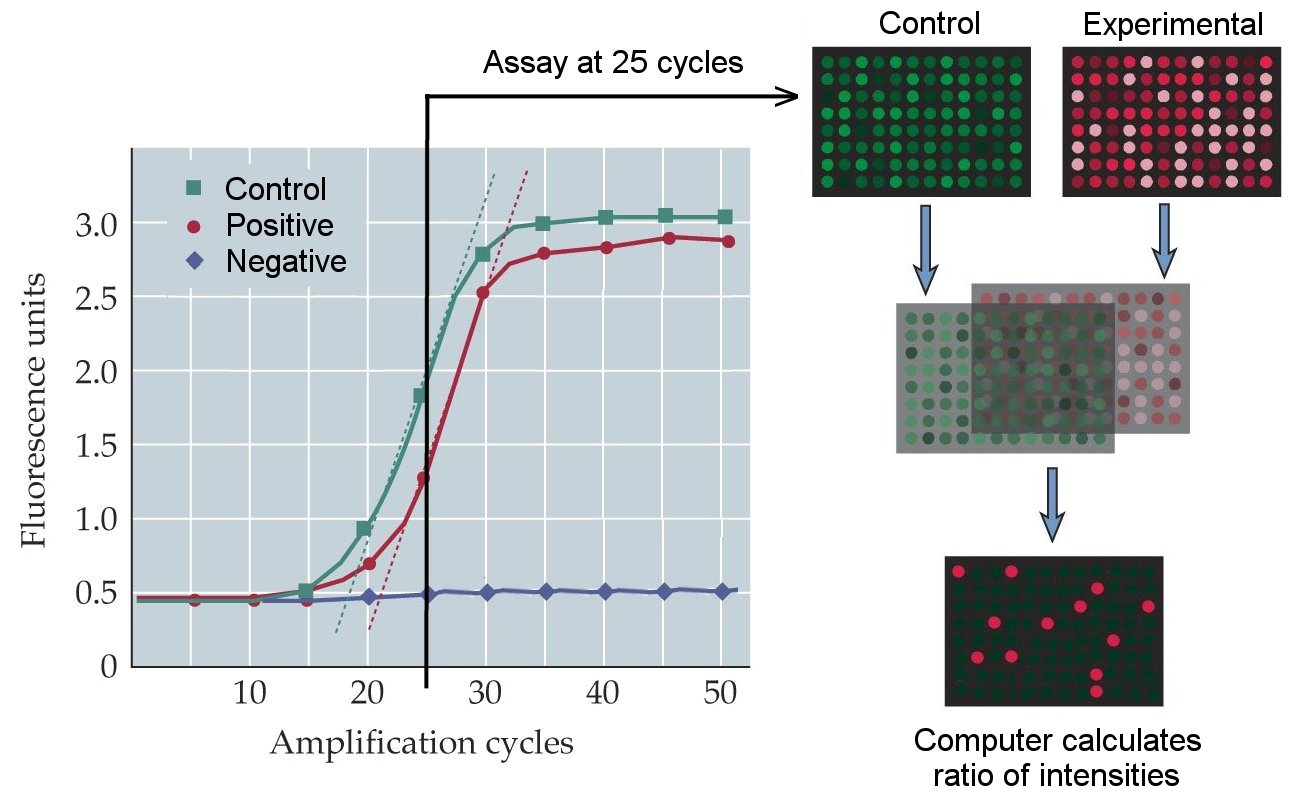 Control
Experimental
Assay at 25 cycles
Control
Positive
Negative
3.0
2.5
2.0
1.5
1.0
0.5
0
Fluorescence units
10 20 30 40 50
Amplification cycles
Computer calculates
ratio of intensities